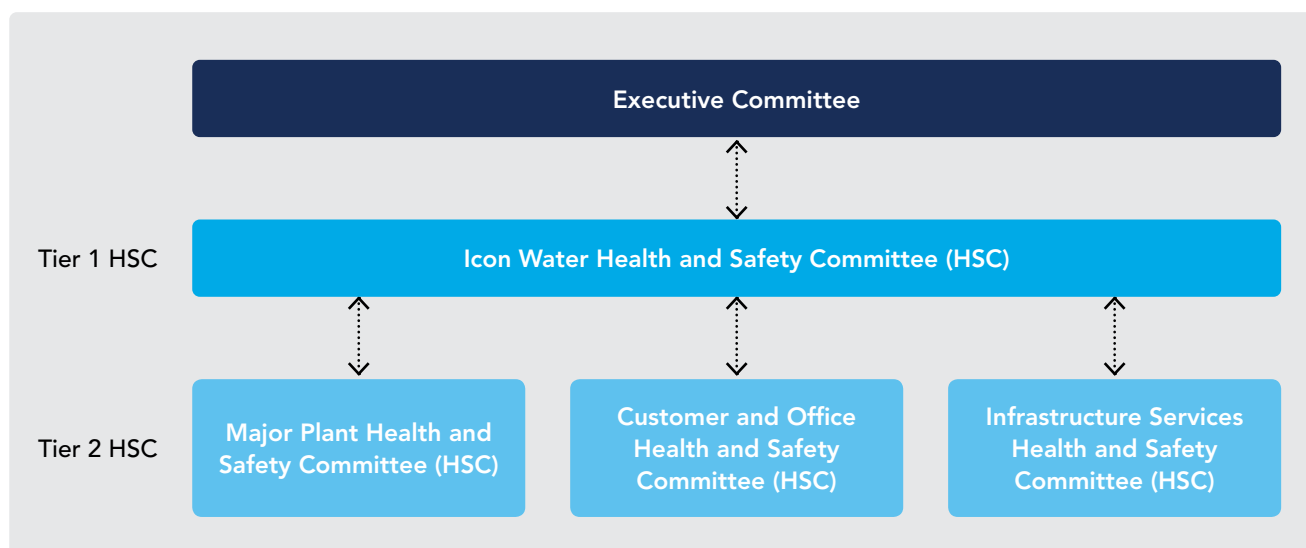 Executive Committee
Tier 1 HSC
Icon Water Health and Safety Committee (HSC)
Tier 2 HSC
Major Plant Health and
Safety Committee (HSC)
Customer and Office
Health and Safety
Committee (HSC)
Infrastructure Services
Health and Safety
Committee (HSC)